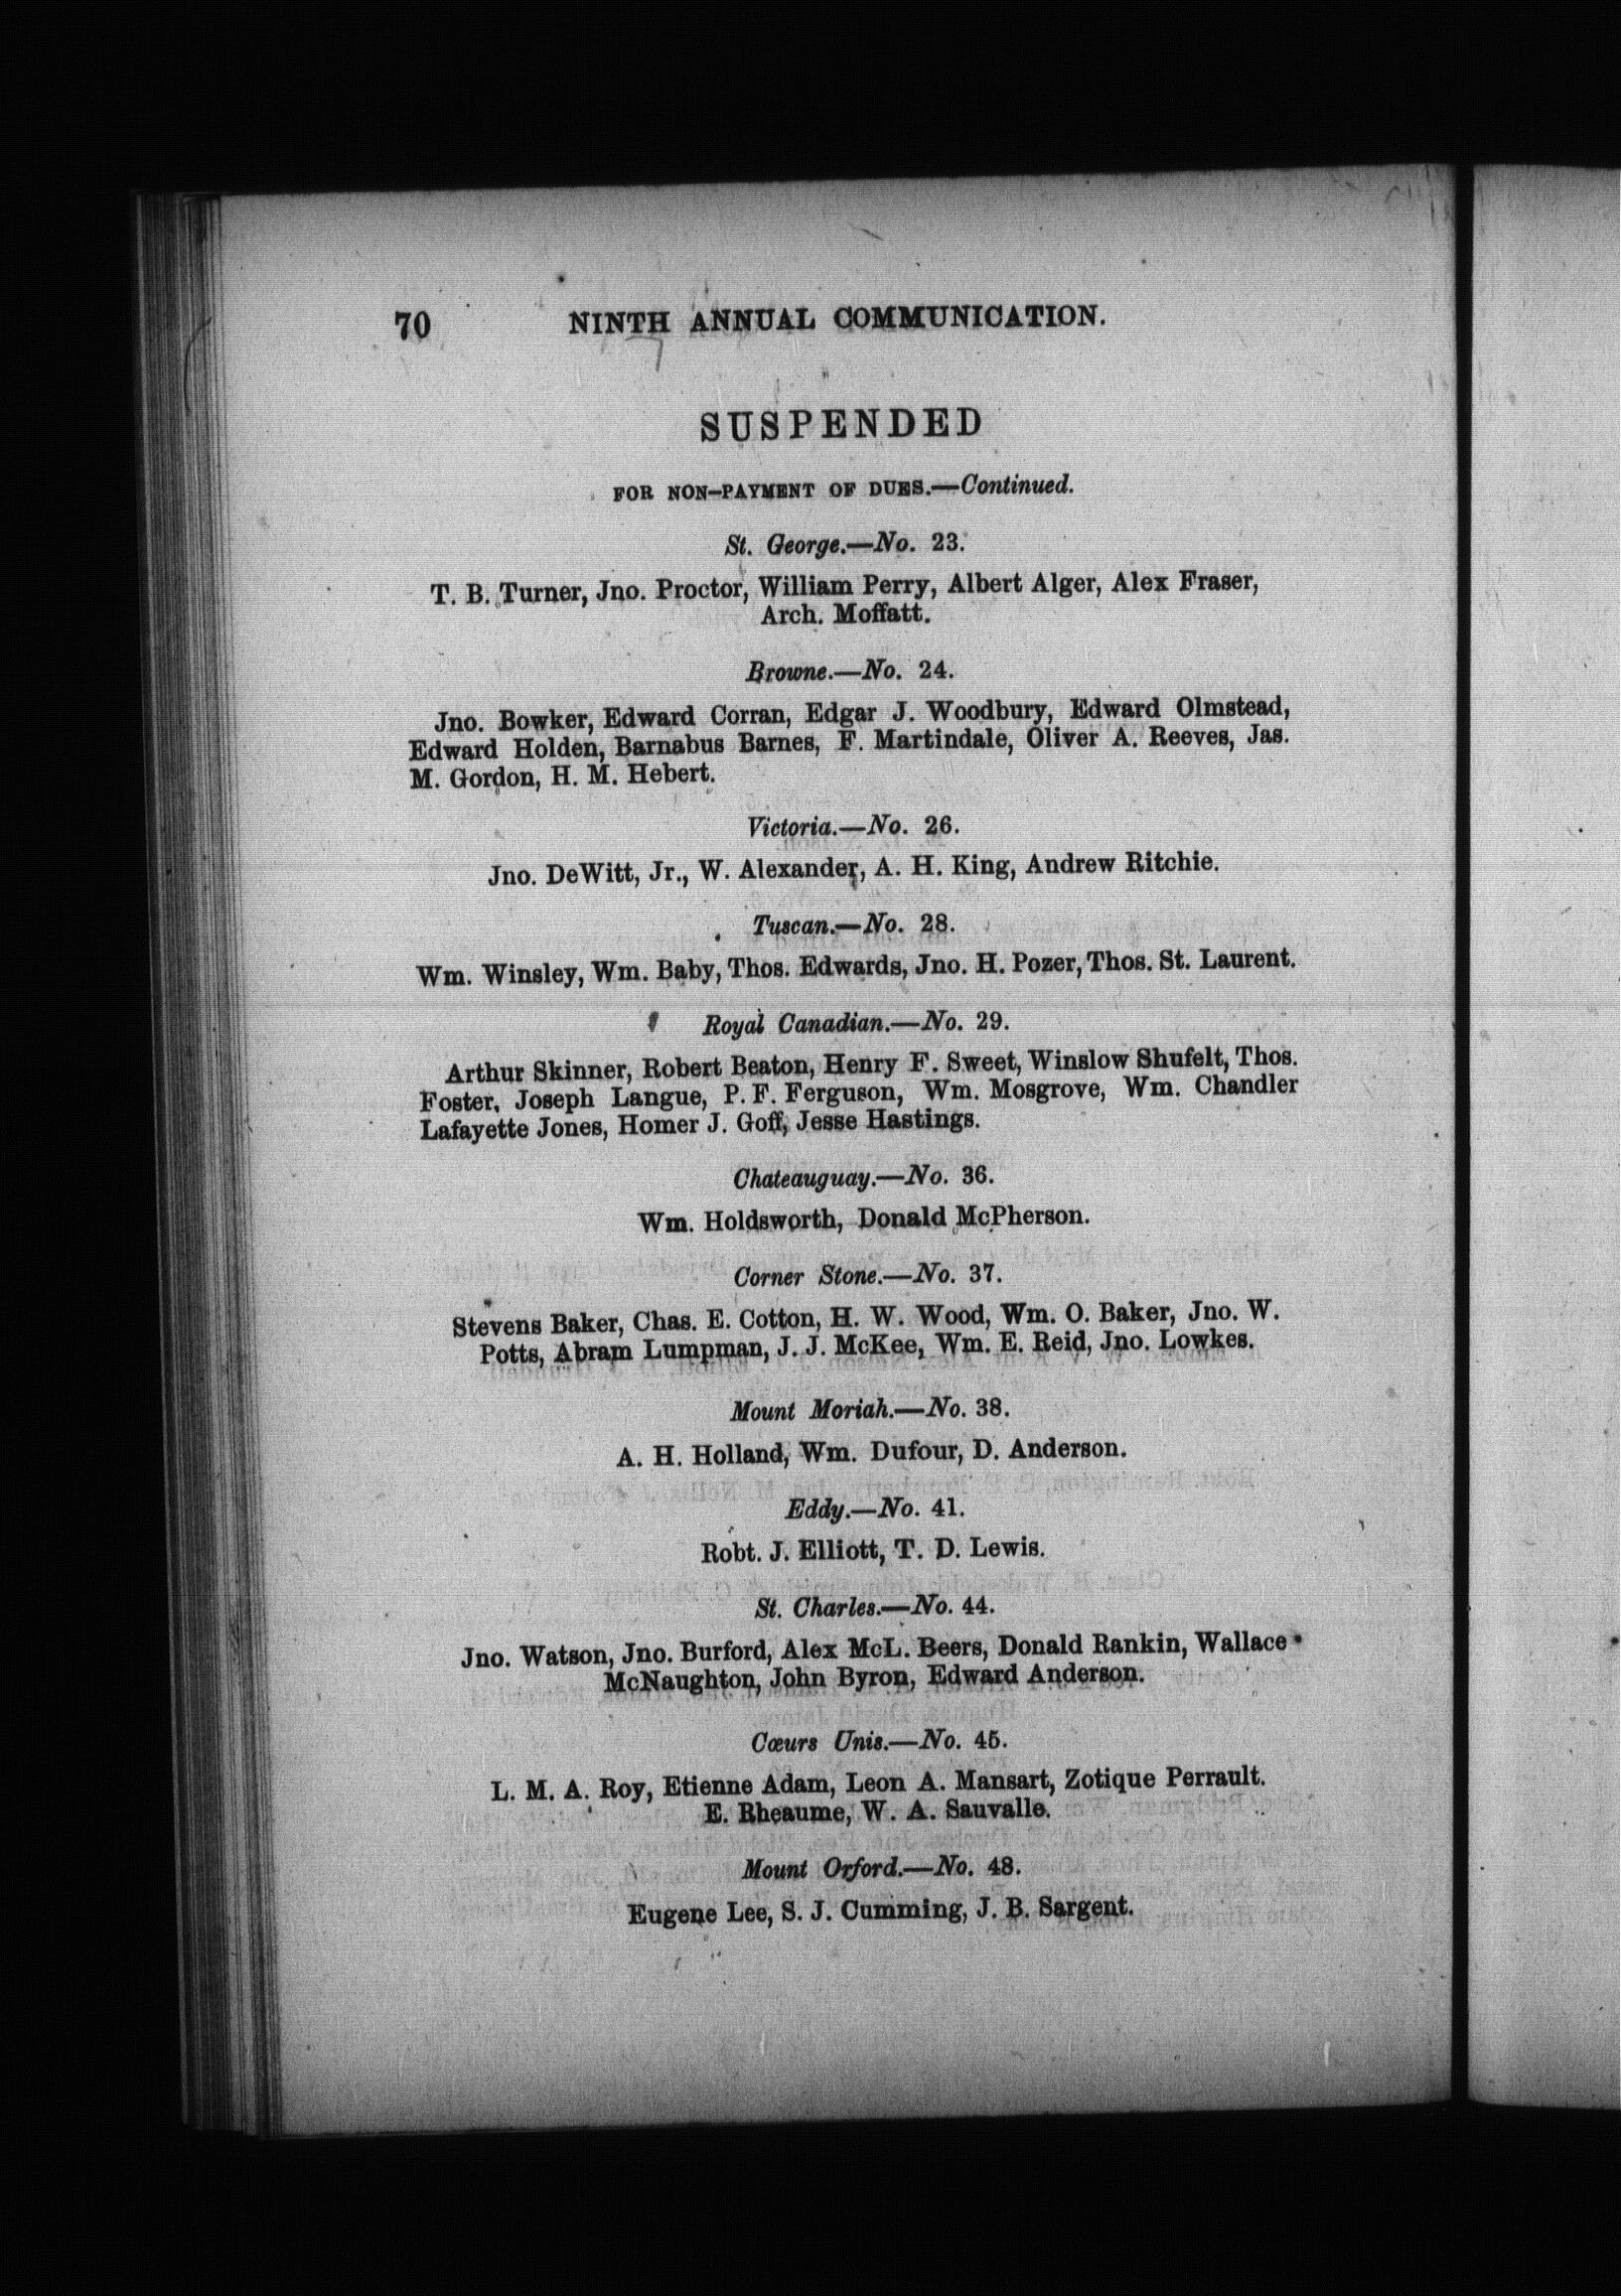 70 NINTH ANNUAL COMMUNICATION.
SUSPENDED
FOR NON-PAYMENT OF DUES.—Continued.
St. George.—No. 23.
T. B. Turner, Jno. Proctor, William Perry, Albert Alger, Alex Fraser,
Arch. Moffatt.
Browne.—No. 24.
Jno. Bowker, Edward Corran, Edgar J. Woodbury, Edward Olmstead,
Edward Holden, Barnabus Barnes, F. Martindale, Oliver A. Reeves, Jas.
M. Gordon, H. M. Hebert.
Victoria.—No. 26.
Jno. DeWitt, Jr., W. Alexander, A. H. King, Andrew Ritchie.
Tuscan.—No. 28.
Wm. Winsley, Wm. Baby, Thos. Edwards, Jno. H. Pozer, Thos. St. Laurent.
Royal Canadian.—No. 29.
Arthur Skinner, Robert Beaton, Henry F. Sweet, Winslow Shufelt, Thos.
Foster, Joseph Langue, P. F. Ferguson, Wm. Mosgrove, Wm. Chandler
Lafayette Jones, Homer J. Goff, Jesse Hastings.
Chateauguay.—No. 36.
Wm. Holdsworth, Donald McPherson.
Corner Stone.—No. 37.
Stevens Baker, Chas. E. Cotton, H. W. Wood, Wm. O. Baker, Jno. W.
Potts, Abram Lumpman, J. J. McKee, Wm. E. Reid, Jno. Lowkes.
Mount Moriah.—No. 38.
A. H. Holland, Wm. Dufour, D. Anderson.
Eddy.—No. 41.
Robt. J. Elliott, T. D. Lewis.
St. Charles.—No. 44.
Jno. Watson, Jno. Burford, Alex McL. Beers, Donald Rankin, Wallace
McNaughton, John Byron, Edward Anderson.
Cœurs Unis.—No. 45.
L. M. A. Roy, Etienne Adam, Leon A. Mansart, Zotique Perrault.
E. Rheaume, W. A. Sauvalle.
Mount Orford.—No. 48.
Eugene Lee, S. J. Cumming, J. B. Sargent.